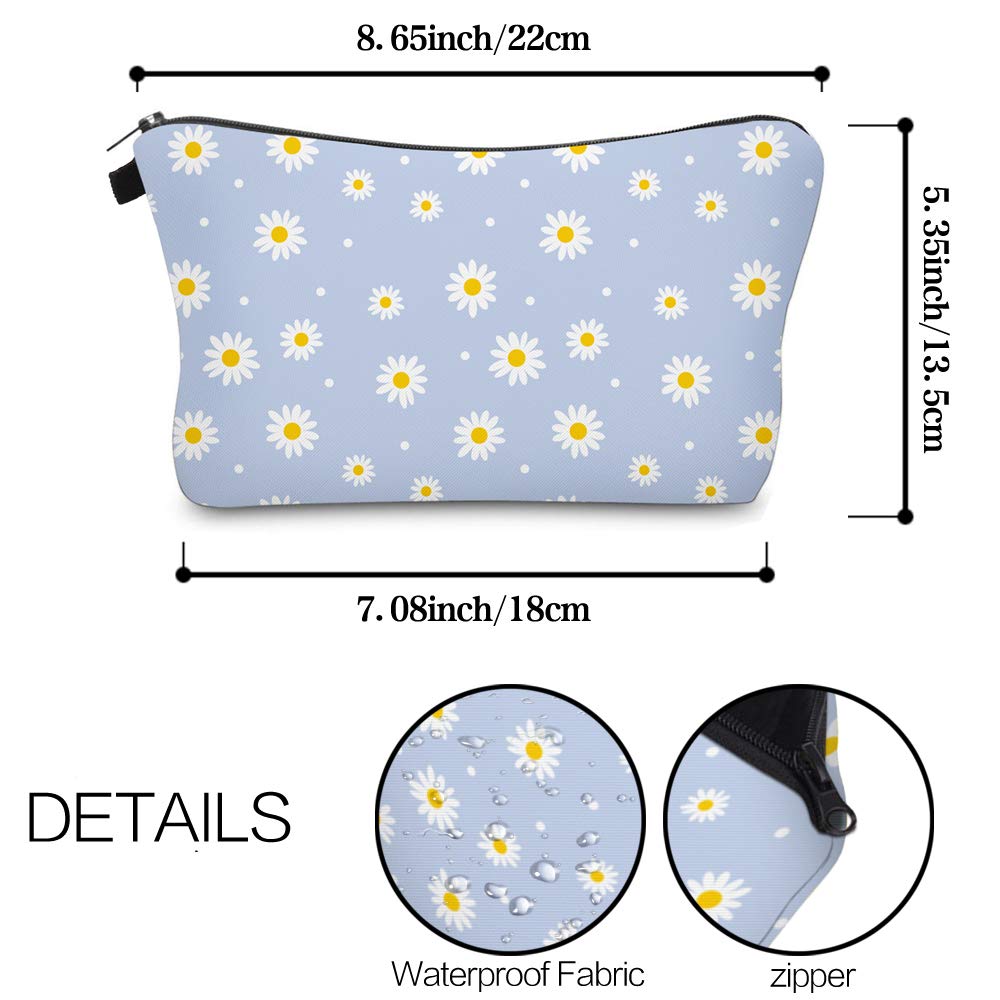 8.65inch/22cm
5.35inch/13.5cm
7.08inch/18cm
DETAILS
Waterproof Fabric
zipper